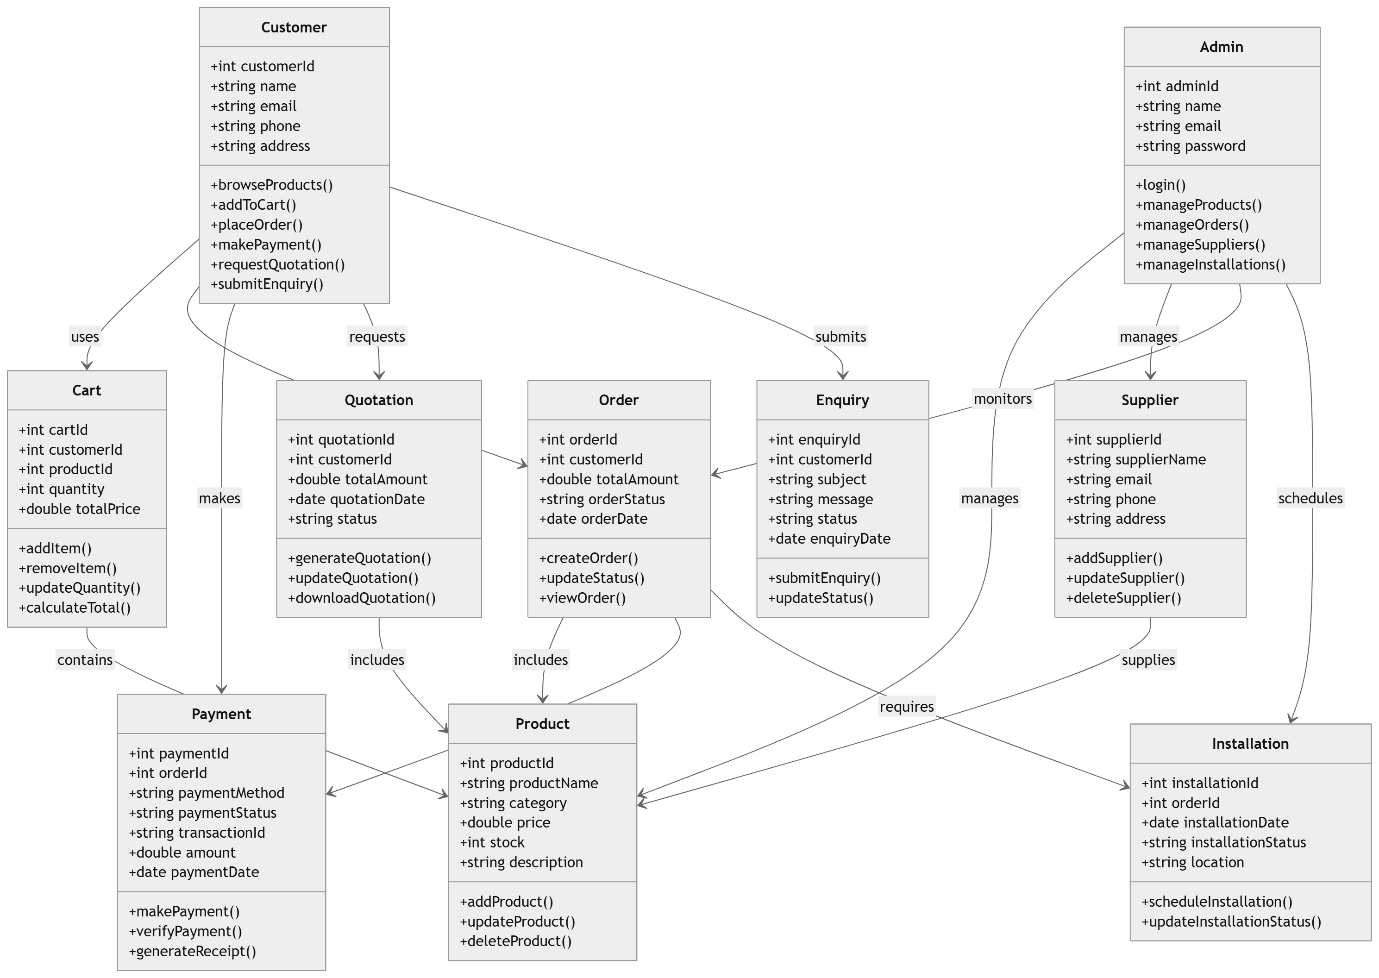 Customer
+int customerId
+string name
+string email
+string phone
+string address
+browseProducts()
+addToCart()
+placeOrder()
+makePayment()
+requestQuotation()
+submitEnquiry()
Admin
+int adminId
+string name
+string email
+string password
+login()
+manageProducts()
+manageOrders()
+manageSuppliers()
+manageInstallations()
uses
requests
submits
manages
Cart
+int cartId
+int customerId
+int productId
+int quantity
+double totalPrice
+addItem()
+removeItem()
+updateQuantity()
+calculateTotal()
makes
Quotation
+int quotationId
+int customerId
+double totalAmount
+date quotationDate
+string status
+generateQuotation()
+updateQuotation()
+downloadQuotation()
Order
+int orderId
+int customerId
+double totalAmount
+string orderStatus
+date orderDate
+createOrder()
+updateStatus()
+viewOrder()
Enquiry
+int enquiryId
+int customerId
+string subject
+string message
+string status
+date enquiryDate
+submitEnquiry()
+updateStatus()
monitors
manages
Supplier
+int supplierId
+string supplierName
+string email
+string phone
+string address
+addSupplier()
+updateSupplier()
+deleteSupplier()
schedules
contains
includes
includes
supplies
requires
Payment
+int paymentId
+int orderId
+string paymentMethod
+string paymentStatus
+string transactionId
+double amount
+date paymentDate
+makePayment()
+verifyPayment()
+generateReceipt()
Product
+int productId
+string productName
+string category
+double price
+int stock
+string description
+addProduct()
+updateProduct()
+deleteProduct()
Installation
+int installationId
+int orderId
+date installationDate
+string installationStatus
+string location
+scheduleInstallation()
+updateInstallationStatus()